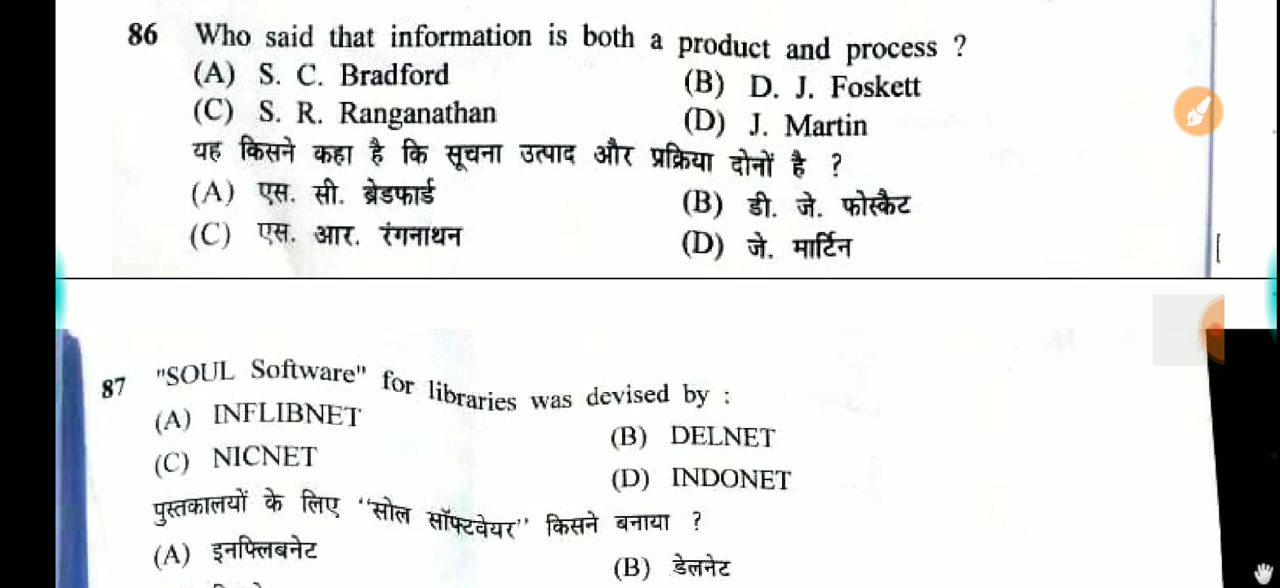 86 Who said that information is both a product and process ?
(A) S. C. Bradford (B) D. J. Foskett
(C) S. R. Ranganathan (D) J. Martin
यह किसने कहा है कि सूचना उत्पाद और प्रक्रिया दोनों है ?
(A) एस. सी. ब्रेडफार्ड (B) डी. जे. फोस्कैट
(C) एस. आर. रंगनाथन (D) जे. मार्टिन
87 "SOUL Software" for libraries was devised by :
(A) INFLIBNET (B) DELNET
(C) NICNET (D) INDONET
पुस्तकालयों के लिए “सोल सॉफ्टवेयर” किसने बनाया ?
(A) इनफ्लिबनेट (B) डेलनेट